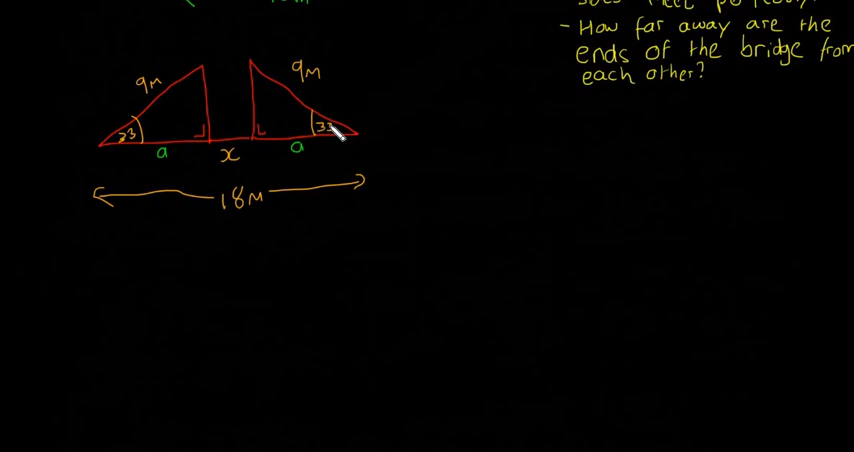 - How far away are the
ends of the bridge from
each other?
9m
9m
33
33
a
x
a
18m